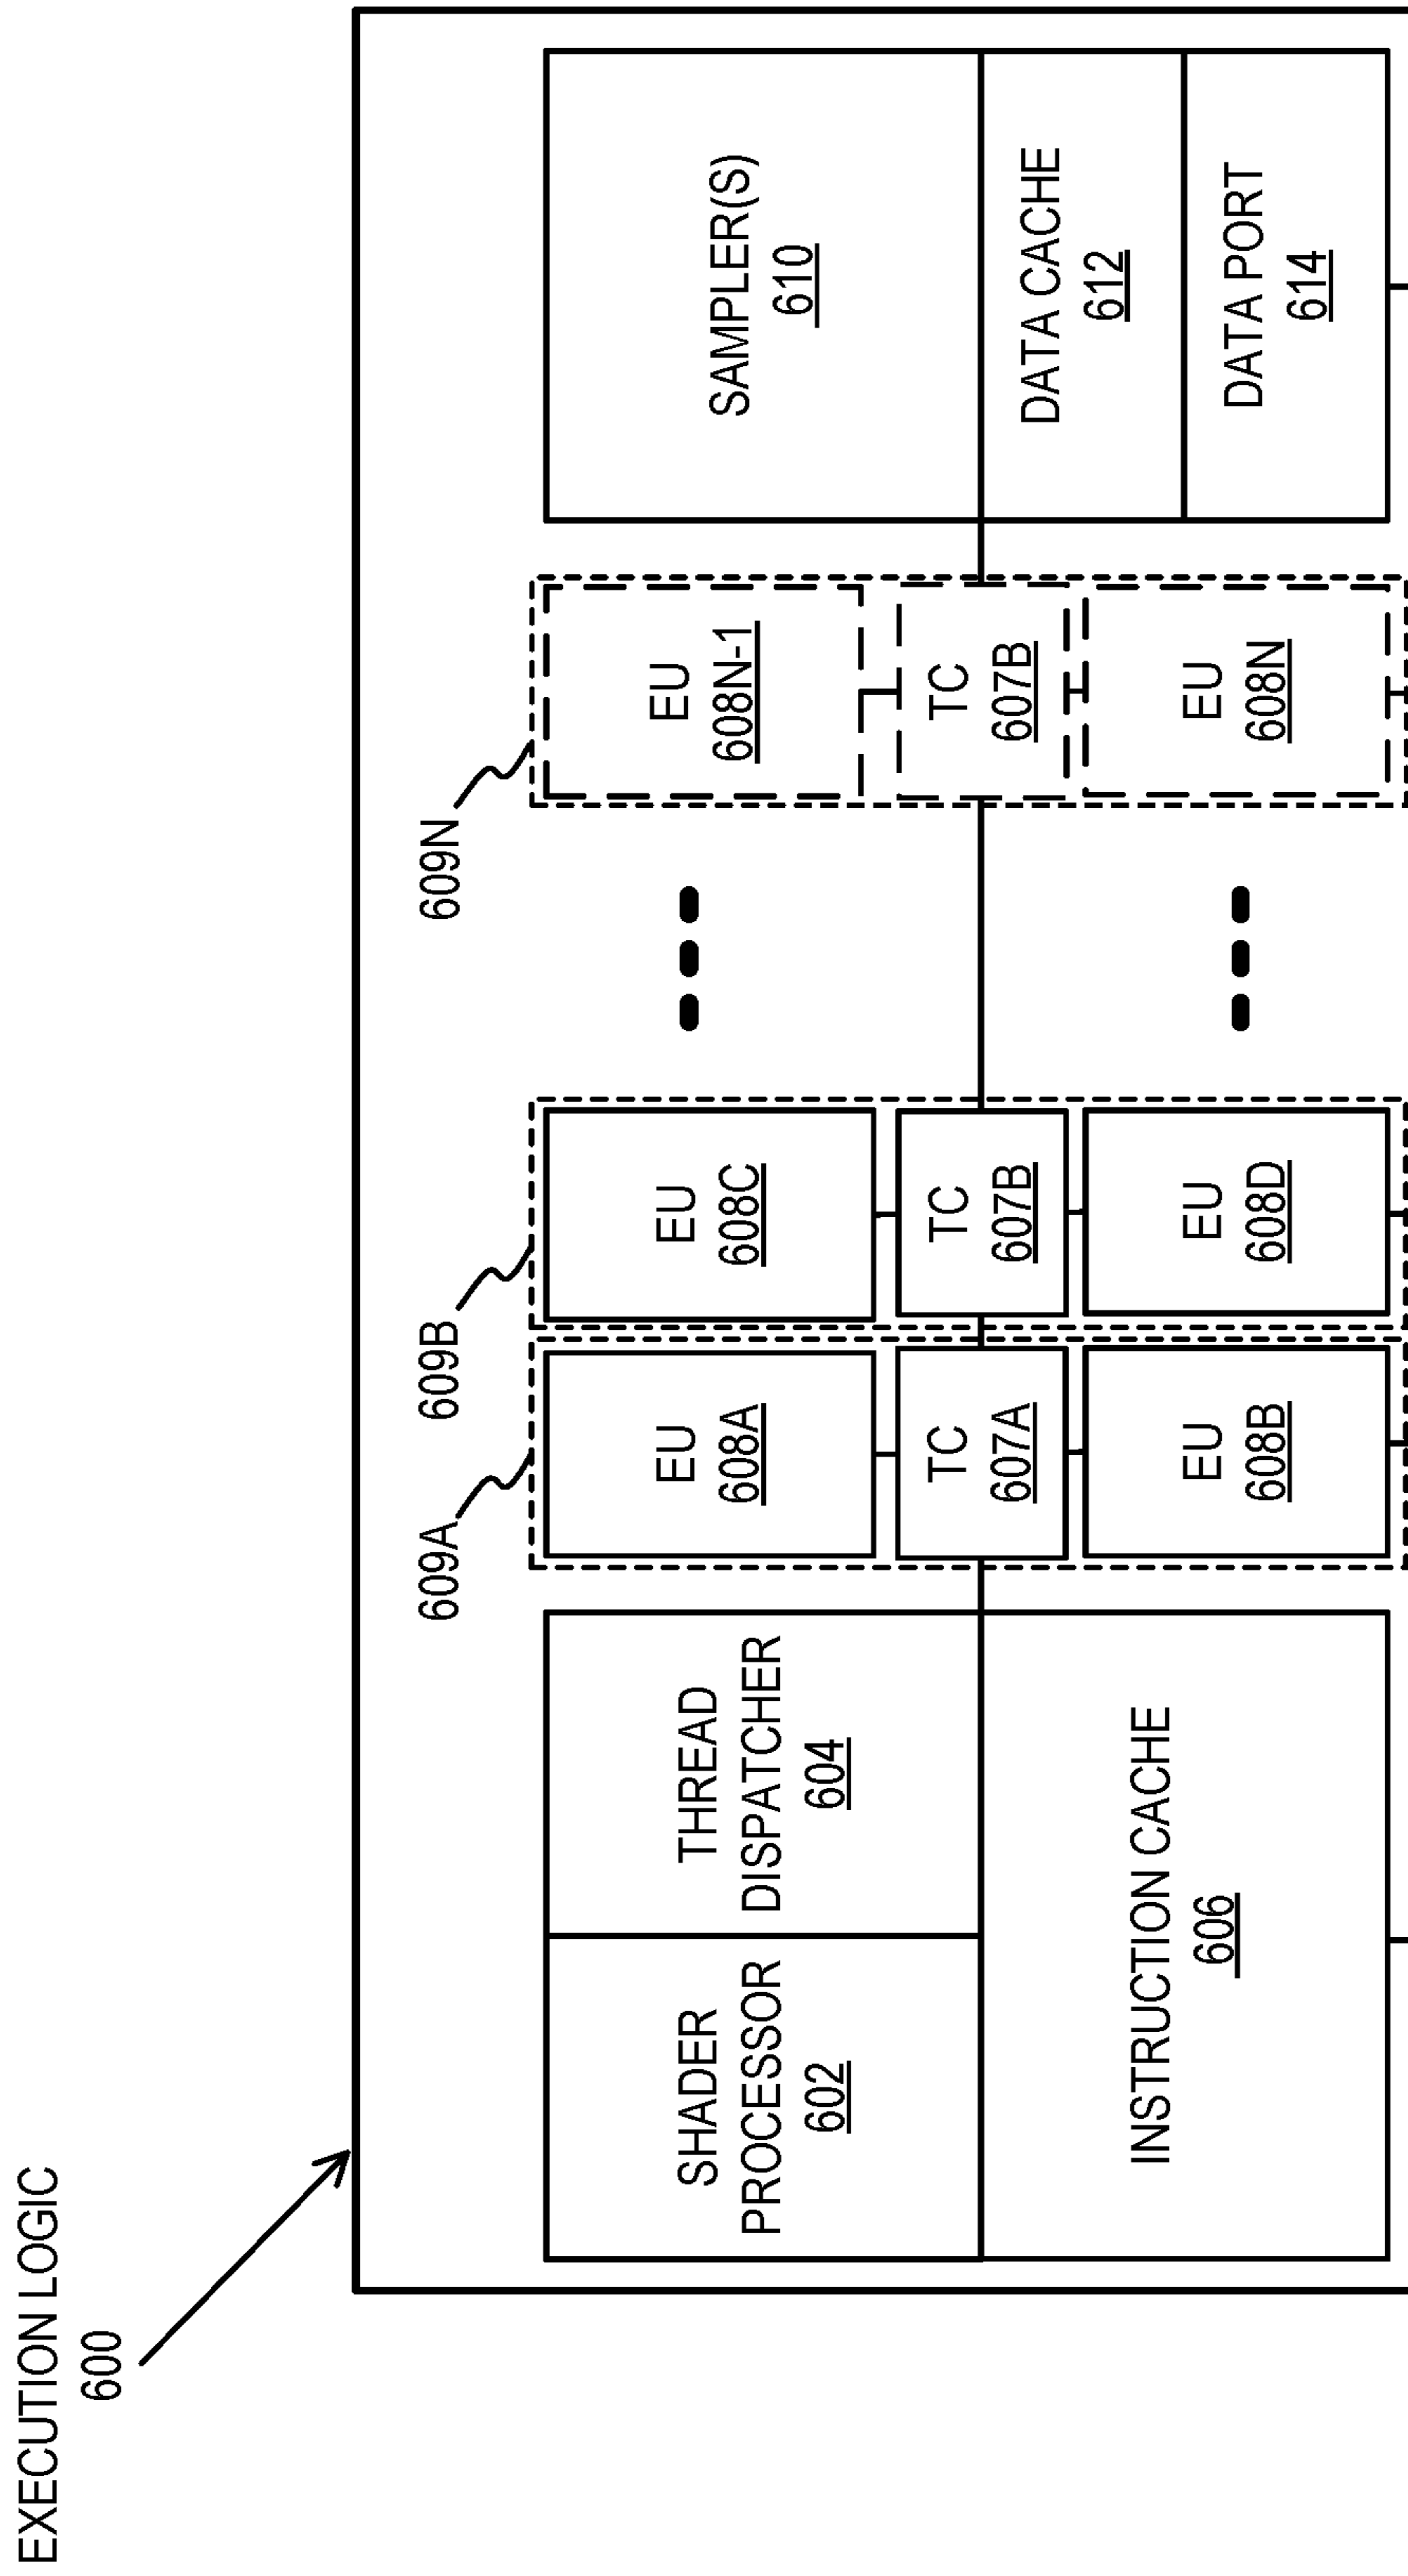 EXECUTION LOGIC
600
609A
609B
609N
SHADER
PROCESSOR
602
THREAD
DISPATCHER
604
EU
608A
EU
608C
EU
608N-1
SAMPLER(S)
610
TC
607A
TC
607B
TC
607B
DATA CACHE
612
INSTRUCTION CACHE
606
EU
608B
EU
608D
EU
608N
DATA PORT
614